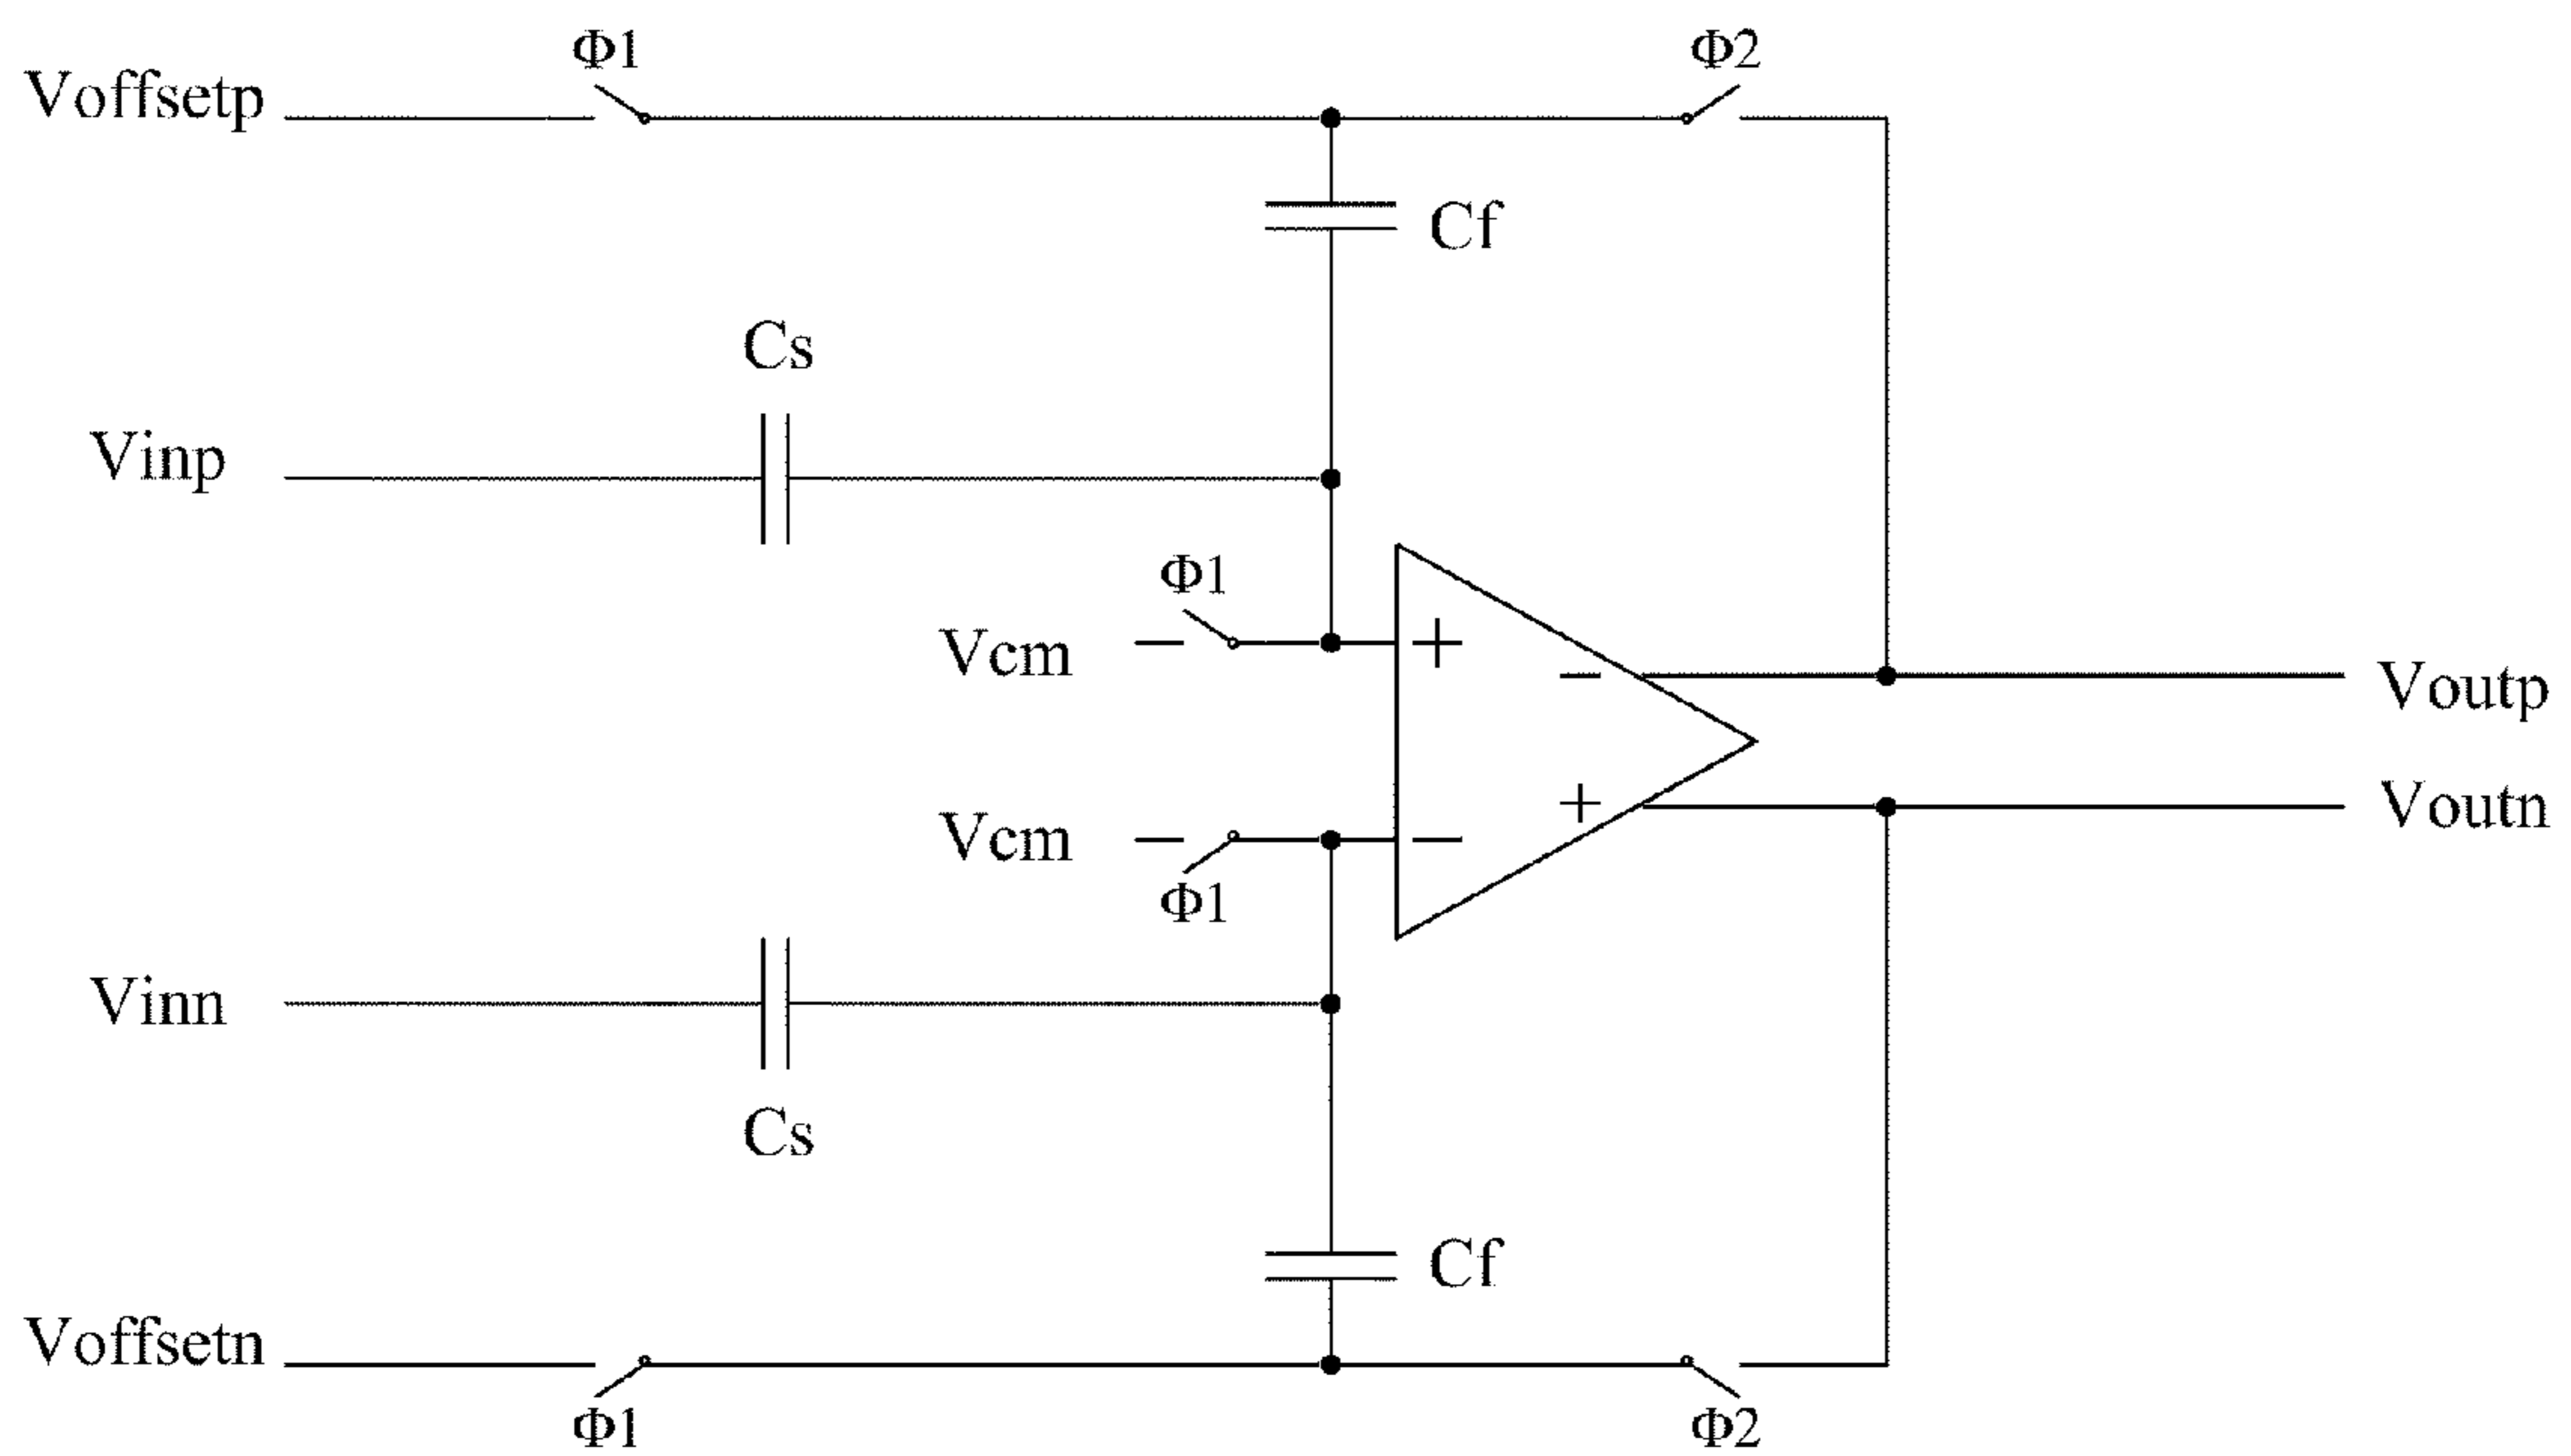 Φ1
Φ2
Voffsetp
Cf
Cs
Vinp
Φ1
Vcm
+
−
Voutp
Vcm
−
+
Voutn
Φ1
Vinn
Cs
Cf
Voffsetn
Φ1
Φ2